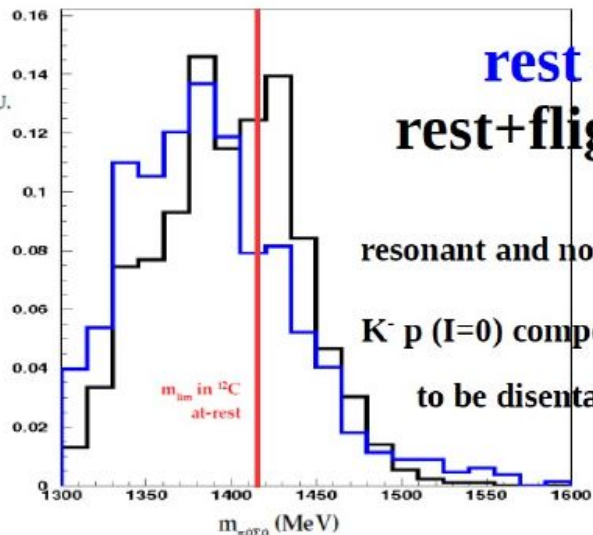 0.16
0.14
0.12
0.1
0.08
0.06
0.04
0.02
0
U.
rest
rest+flig
resonant and no
K⁻ p (I=0) compo
to be disenta
m_lim in ¹²C
at-rest
1300 1350 1400 1450 1500 1550 1600
m_π⁰Σ⁰ (MeV)